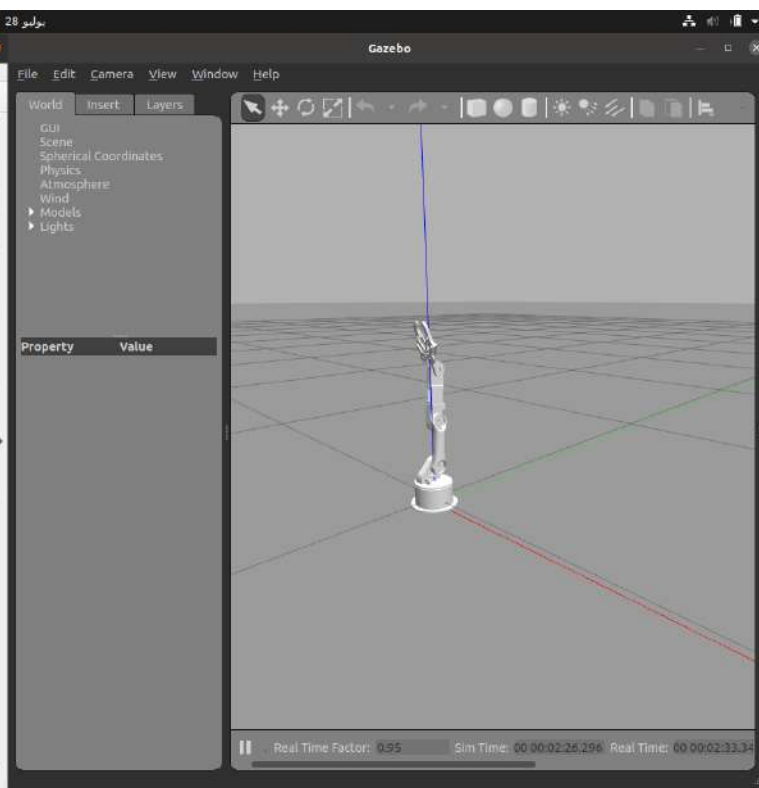 28 يوليو
Gazebo
File Edit Camera View Window Help
World Insert Layers
GUI
Scene
Spherical Coordinates
Physics
Atmosphere
Wind
Models
Lights
Property Value
Real Time Factor: 0.95 Sim Time: 00 00:02:26.296 Real Time: 00 00:02:33.34